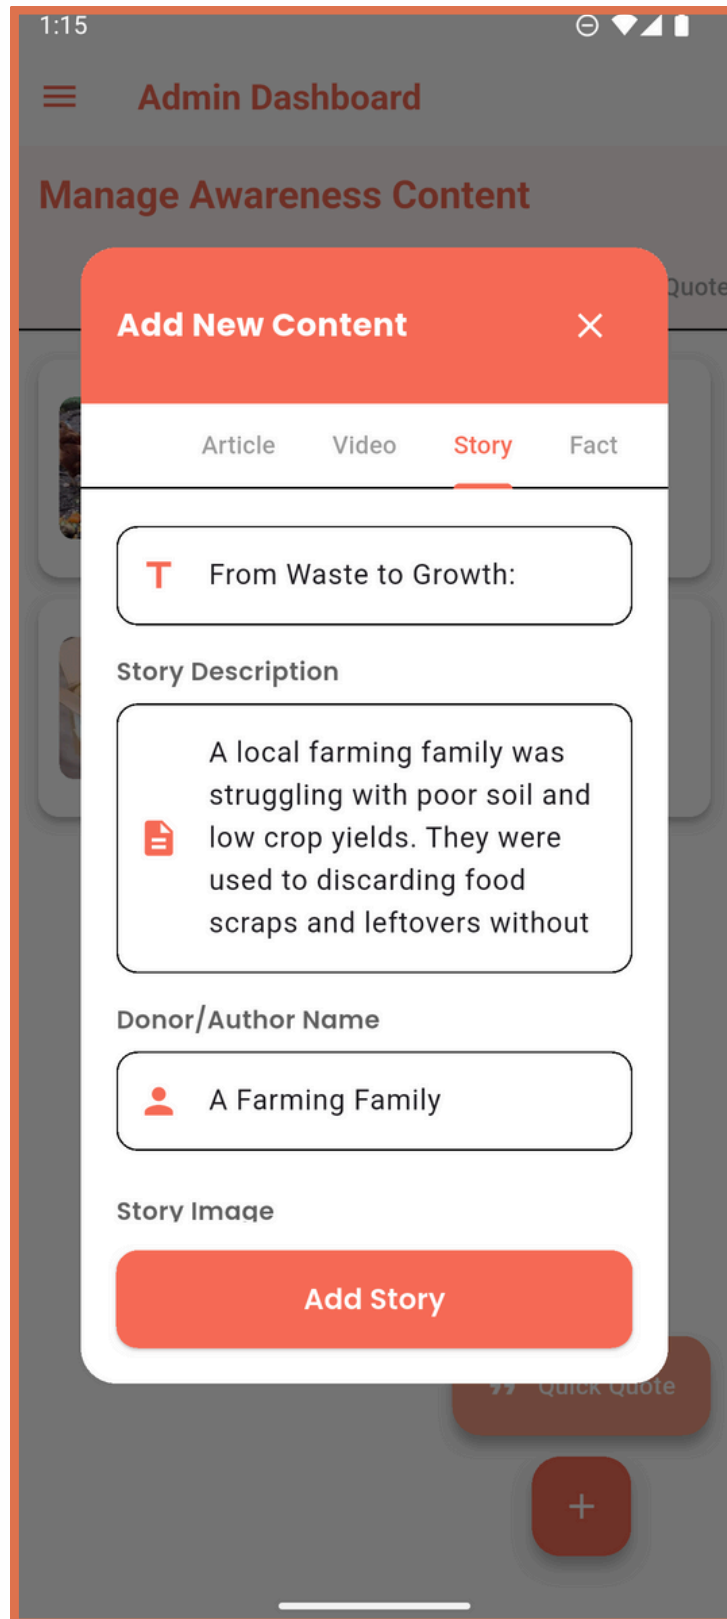 1:15
Admin Dashboard
Manage Awareness Content
Quote
Add New Content
Article Video Story Fact
From Waste to Growth:
Story Description
A local farming family was
struggling with poor soil and
low crop yields. They were
used to discarding food
scraps and leftovers without
Donor/Author Name
A Farming Family
Story Image
Add Story
Quick Quote